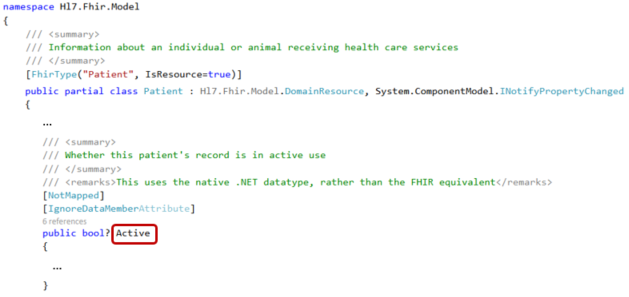 namespace Hl7.Fhir.Model
{
/// <summary>
/// Information about an individual or animal receiving health care services
/// </summary>
[FhirType("Patient", IsResource=true)]
public partial class Patient : Hl7.Fhir.Model.DomainResource, System.ComponentModel.INotifyPropertyChanged
{
...
/// <summary>
/// Whether this patient's record is in active use
/// </summary>
/// <remarks>This uses the native .NET datatype, rather than the FHIR equivalent</remarks>
[NotMapped]
[IgnoreDataMemberAttribute]
6 references
public bool? Active
{
...
}